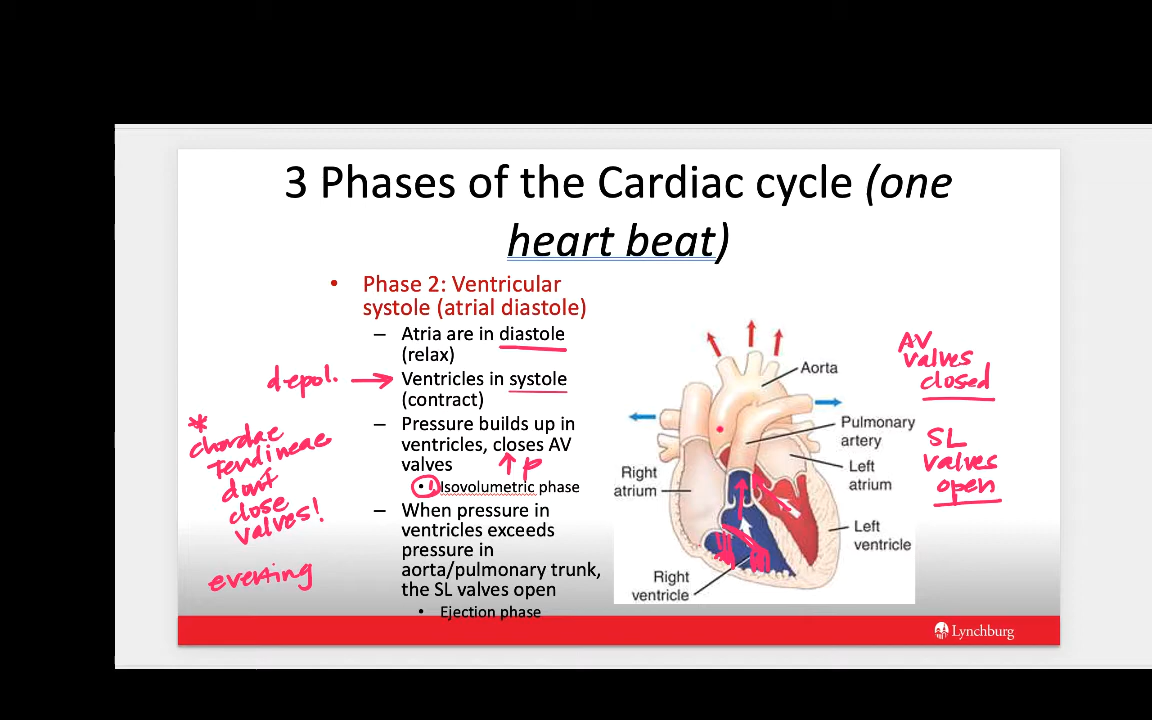 3 Phases of the Cardiac cycle (one
heart beat)
• Phase 2: Ventricular
systole (atrial diastole)
– Atria are in diastole
(relax)
depol. → – Ventricles in systole
(contract)
– Pressure builds up in
ventricles, closes AV
valves
↑ P
• Isovolumetric phase
– When pressure in
ventricles exceeds
pressure in
aorta/pulmonary trunk,
the SL valves open
• Ejection phase
*
chordae
tendineae
don't
close
valves!
everting
Aorta
Pulmonary
artery
Left
atrium
Left
ventricle
Right
atrium
Right
ventricle
AV
valves
closed
SL
valves
open
Lynchburg